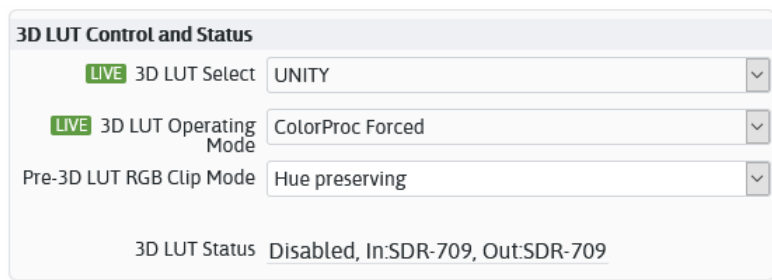 3D LUT Control and Status
LIVE 3D LUT Select UNITY
LIVE 3D LUT Operating Mode ColorProc Forced
Pre-3D LUT RGB Clip Mode Hue preserving
3D LUT Status Disabled, In:SDR-709, Out:SDR-709